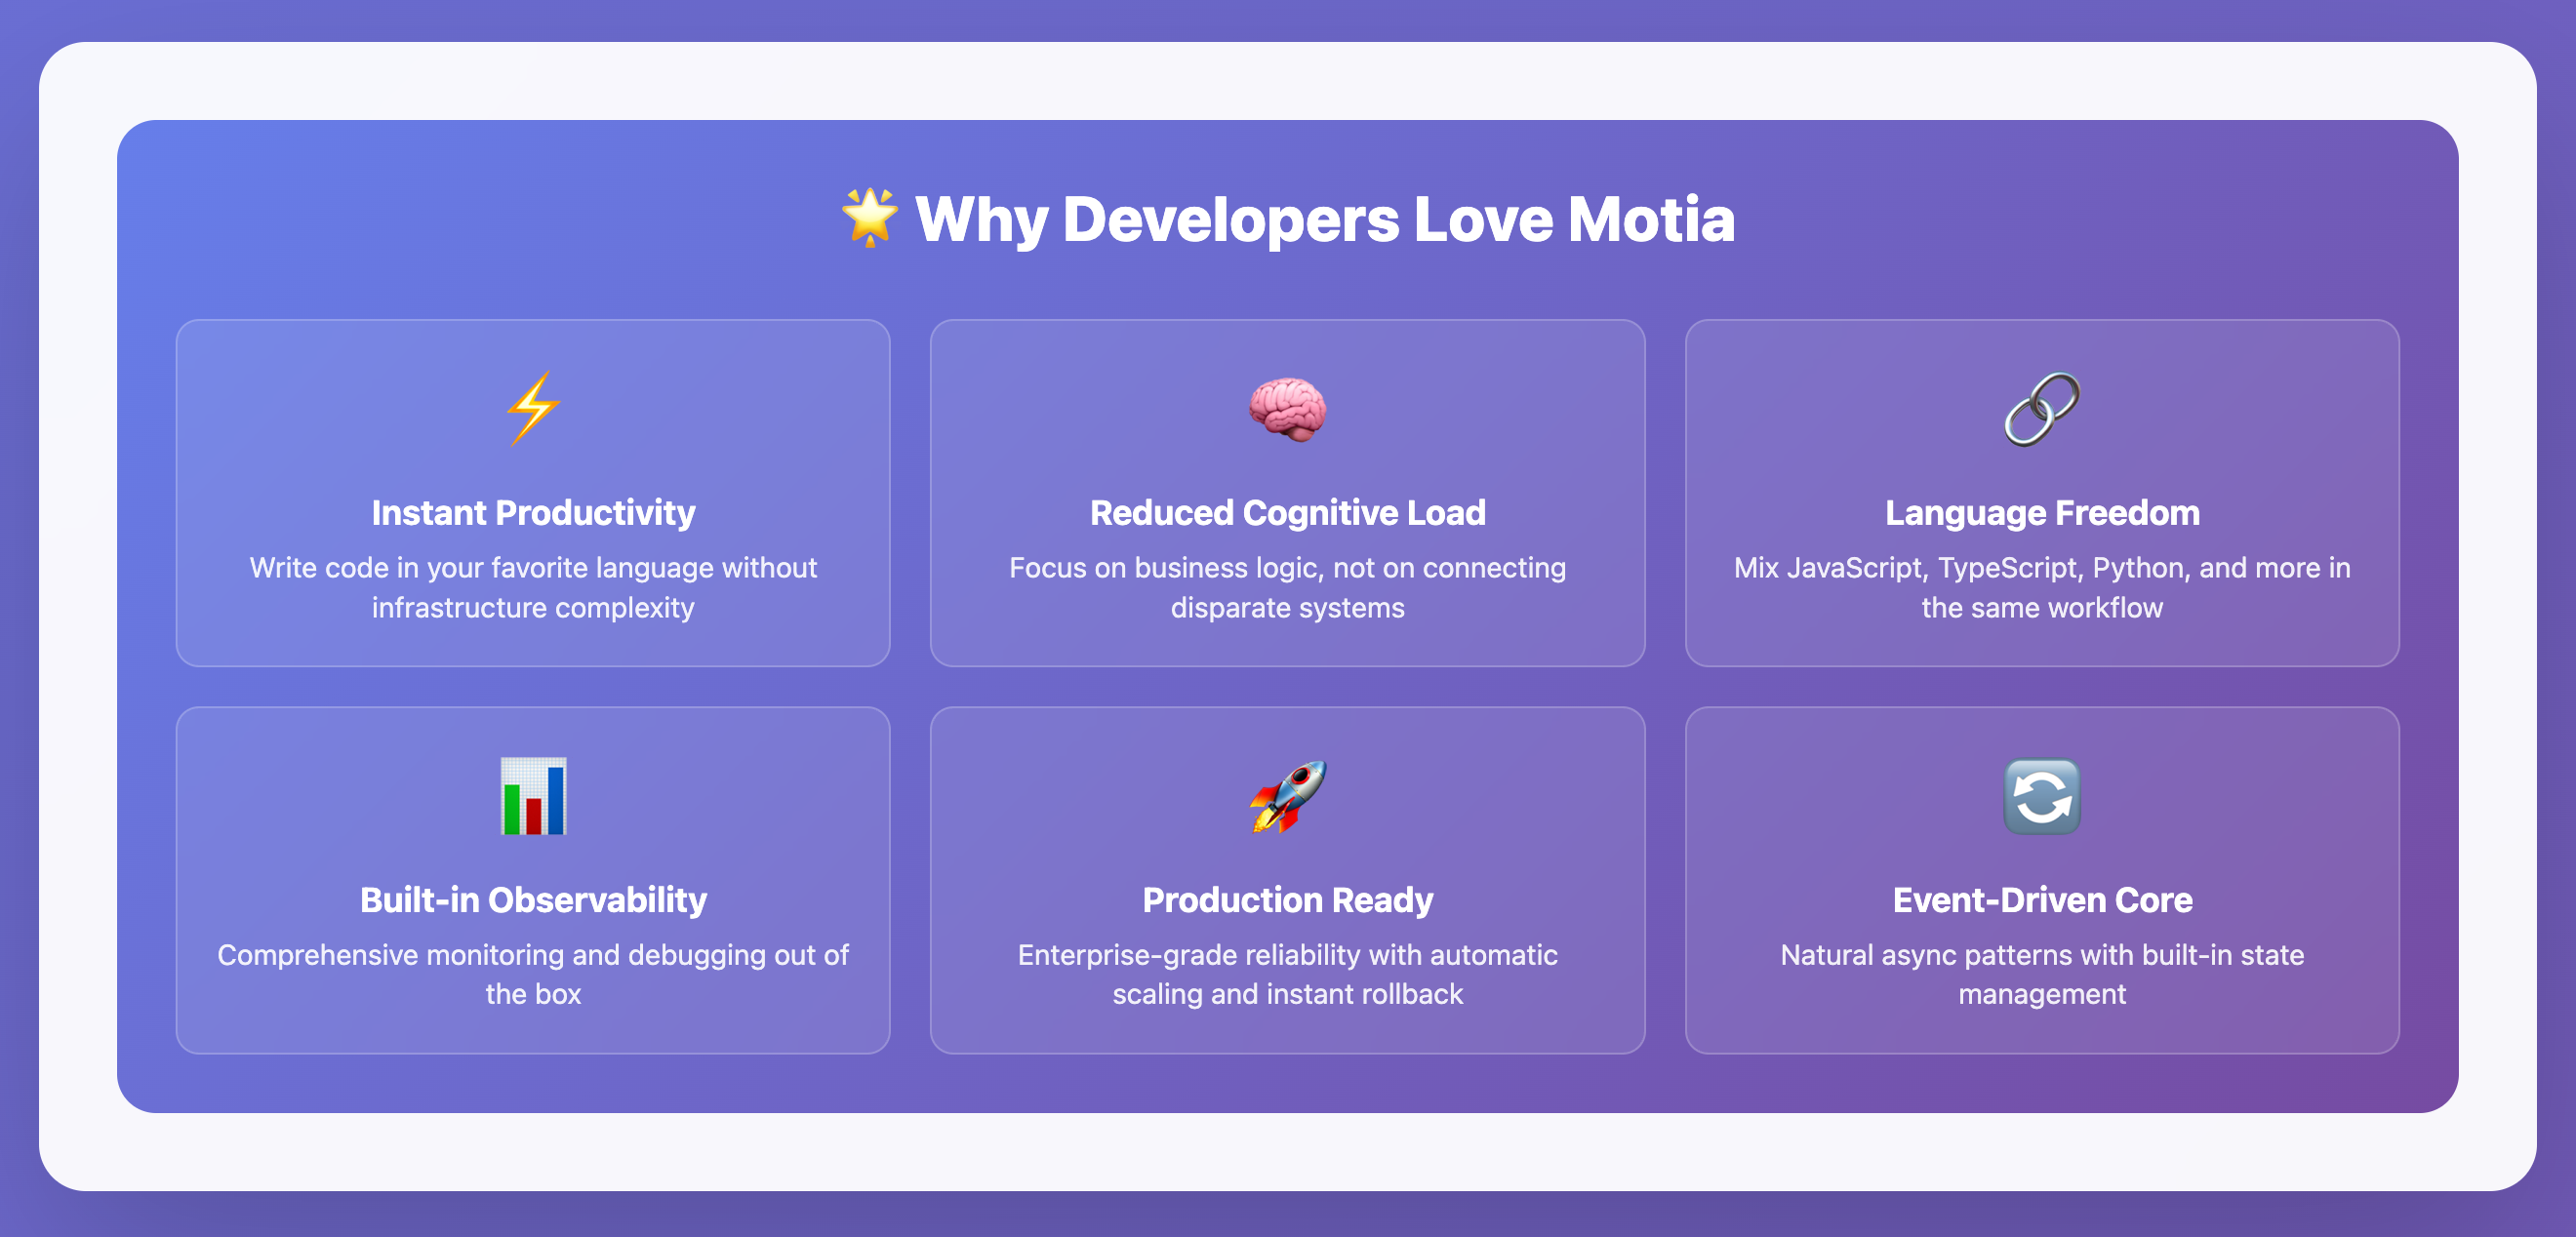 🌟 Why Developers Love Motia
Instant Productivity
Write code in your favorite language without
infrastructure complexity
Reduced Cognitive Load
Focus on business logic, not on connecting
disparate systems
Language Freedom
Mix JavaScript, TypeScript, Python, and more in
the same workflow
Built-in Observability
Comprehensive monitoring and debugging out of
the box
Production Ready
Enterprise-grade reliability with automatic
scaling and instant rollback
Event-Driven Core
Natural async patterns with built-in state
management